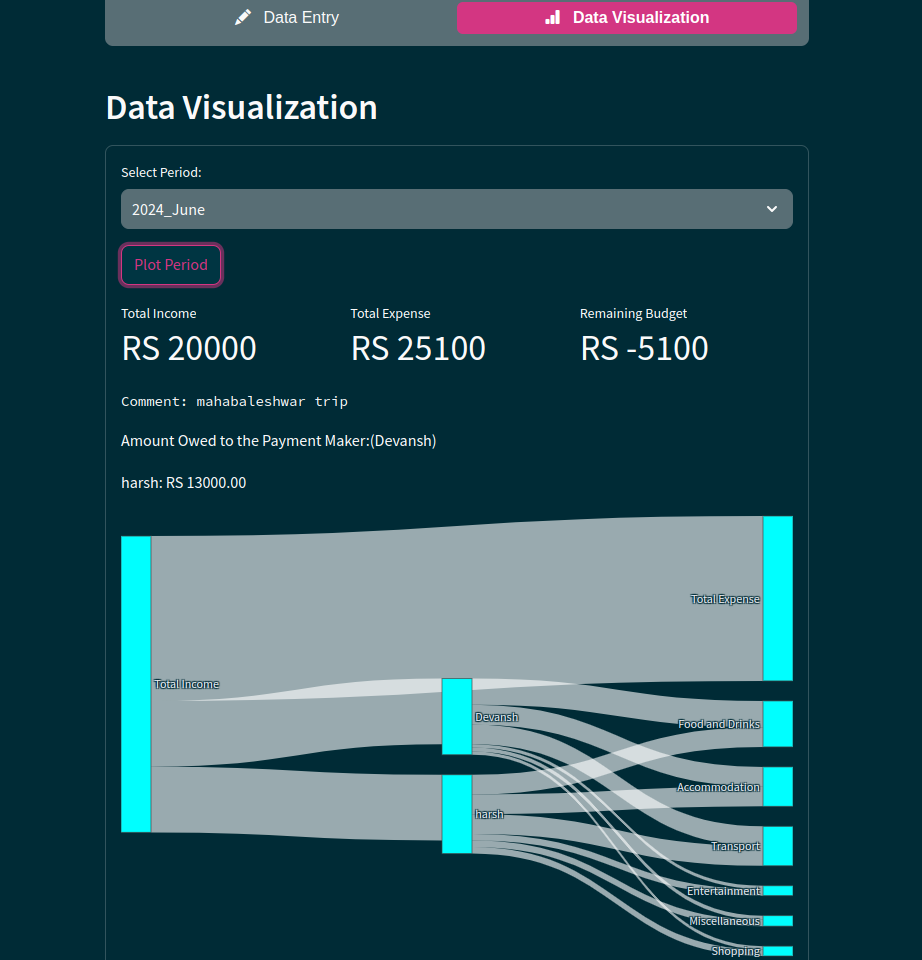 Data Entry
Data Visualization
Data Visualization
Select Period:
2024_June
Plot Period
Total Income
Total Expense
Remaining Budget
RS 20000
RS 25100
RS -5100
Comment: mahabaleshwar trip
Amount Owed to the Payment Maker:(Devansh)
harsh: RS 13000.00
Total Expense
Total Income
Devansh
Food and Drinks
Accommodation
harsh
Transport
Entertainment
Miscellaneous
Shopping